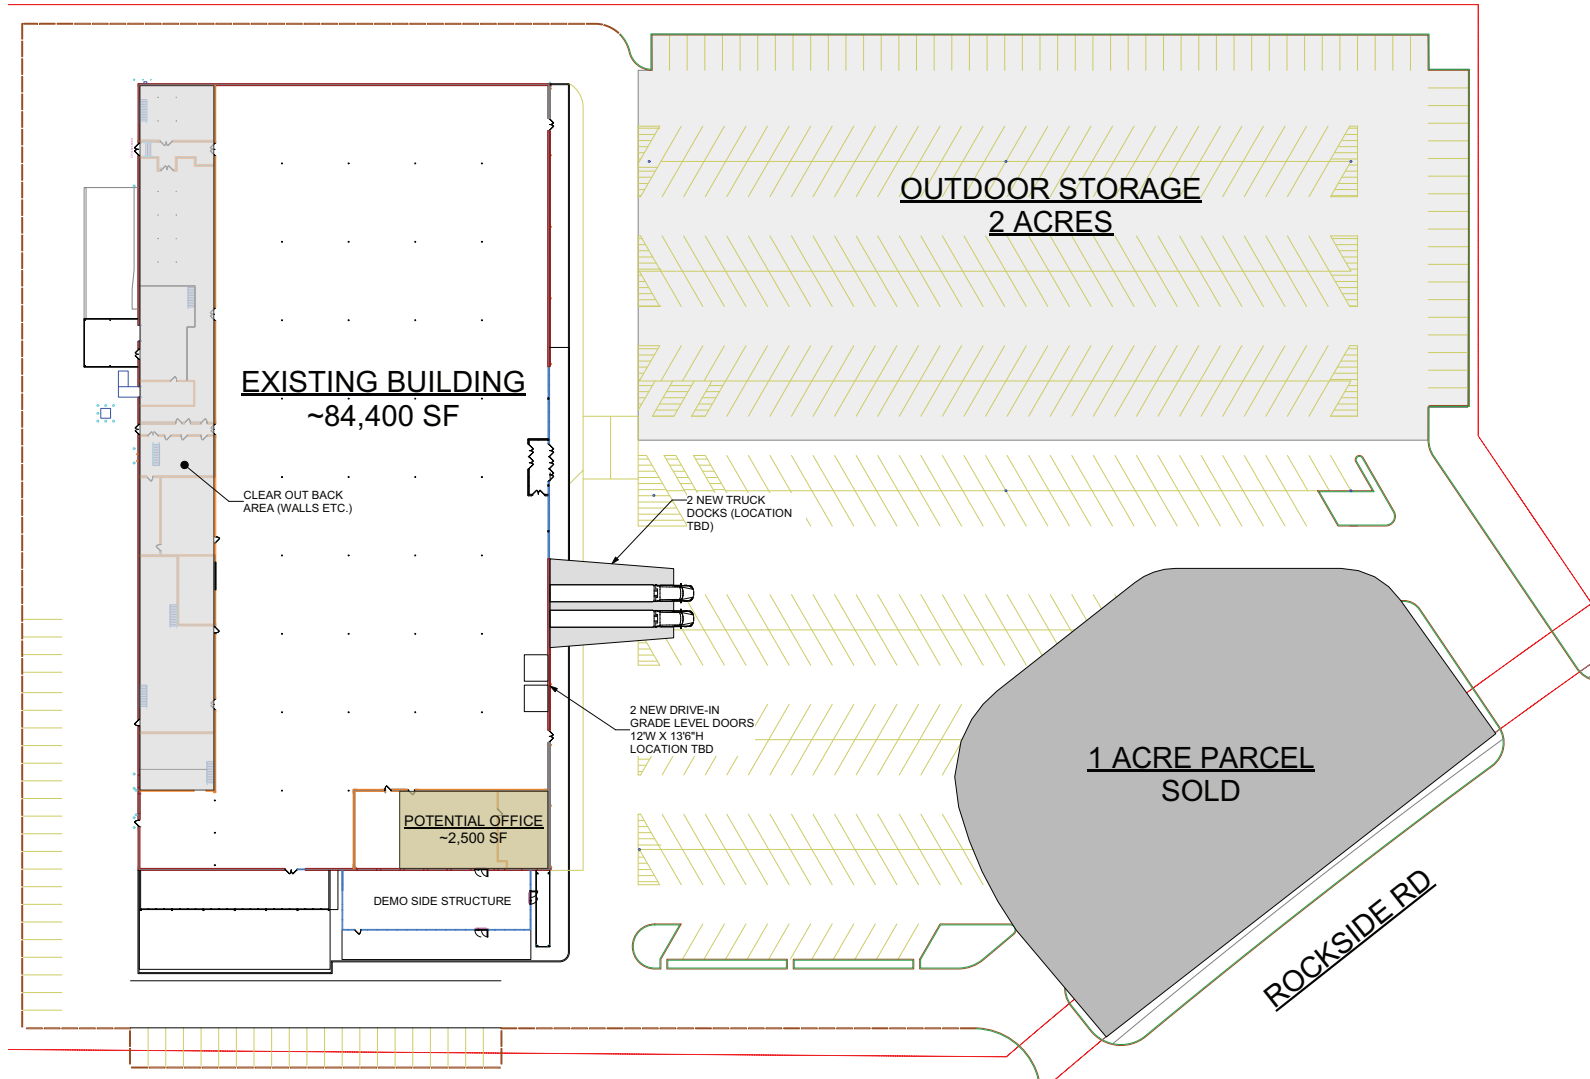 OUTDOOR STORAGE
2 ACRES
EXISTING BUILDING
~84,400 SF
CLEAR OUT BACK
AREA (WALLS ETC.)
2 NEW TRUCK
DOCKS (LOCATION
TBD)
2 NEW DRIVE-IN
GRADE LEVEL DOORS
12'W X 13'6"H
LOCATION TBD
1 ACRE PARCEL
SOLD
POTENTIAL OFFICE
~2,500 SF
DEMO SIDE STRUCTURE
ROCKSIDE RD